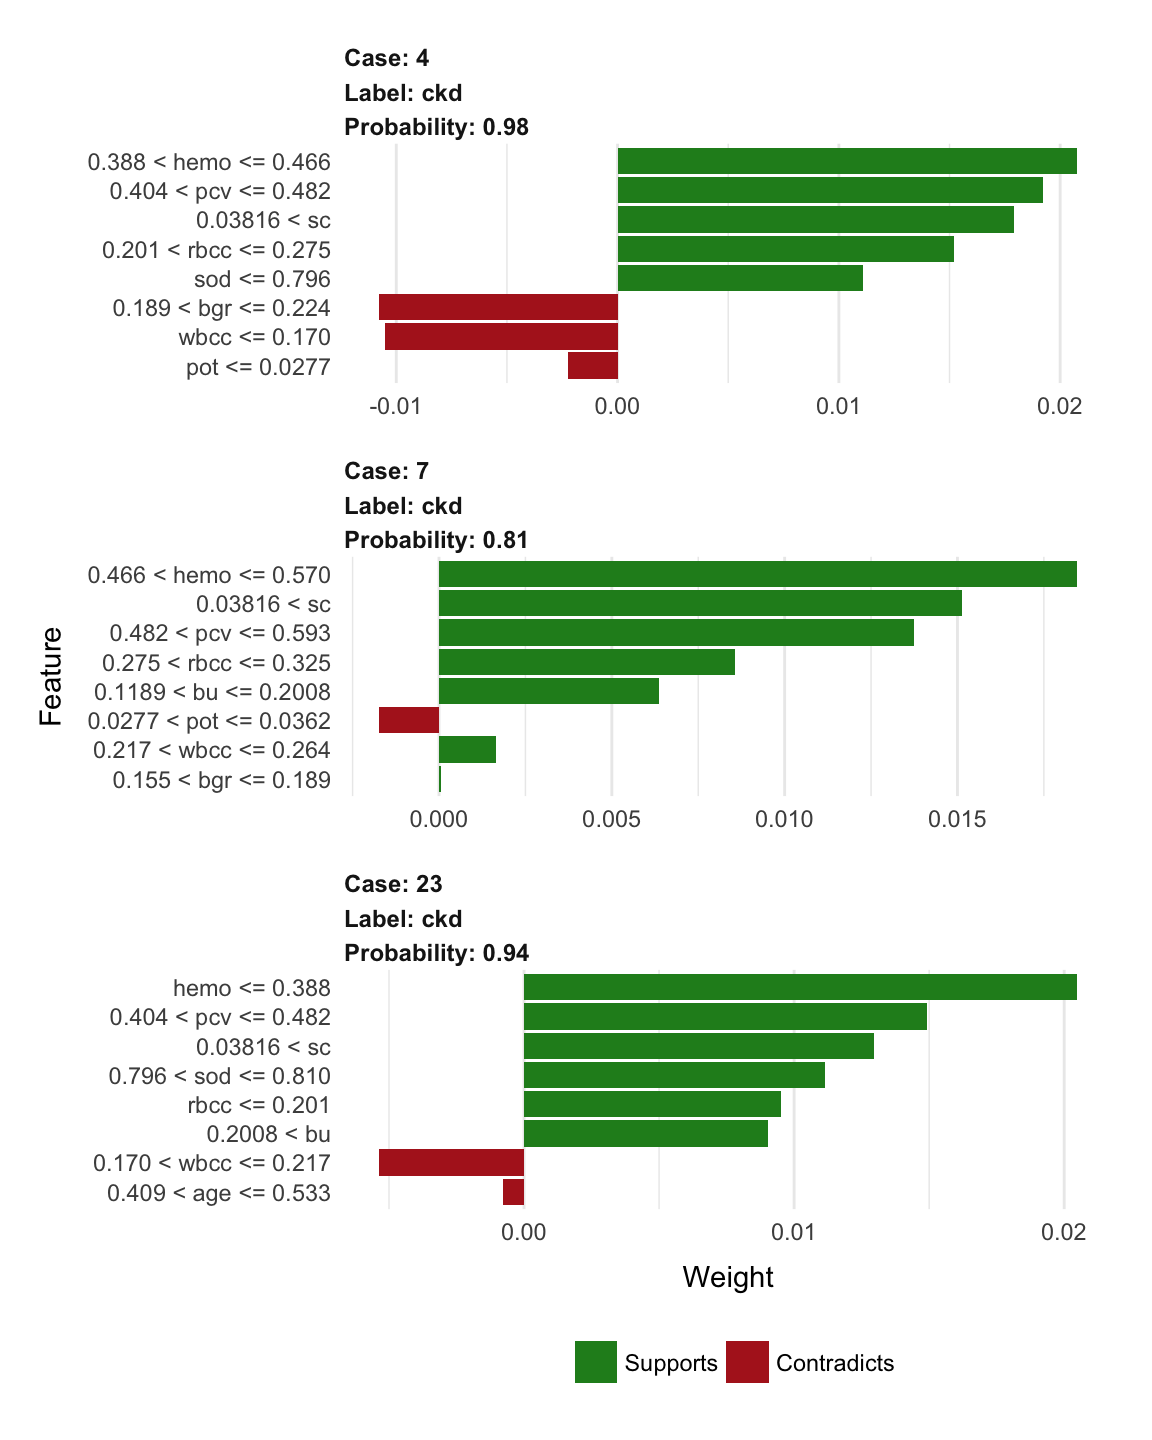 Case: 4
Label: ckd
Probability: 0.98
0.388 < hemo <= 0.466
0.404 < pcv <= 0.482
0.03816 < sc
0.201 < rbcc <= 0.275
sod <= 0.796
0.189 < bgr <= 0.224
wbcc <= 0.170
pot <= 0.0277
-0.01 0.00 0.01 0.02
Case: 7
Label: ckd
Probability: 0.81
0.466 < hemo <= 0.570
0.03816 < sc
0.482 < pcv <= 0.593
0.275 < rbcc <= 0.325
0.1189 < bu <= 0.2008
0.0277 < pot <= 0.0362
0.217 < wbcc <= 0.264
0.155 < bgr <= 0.189
0.000 0.005 0.010 0.015
Feature
Case: 23
Label: ckd
Probability: 0.94
hemo <= 0.388
0.404 < pcv <= 0.482
0.03816 < sc
0.796 < sod <= 0.810
rbcc <= 0.201
0.2008 < bu
0.170 < wbcc <= 0.217
0.409 < age <= 0.533
0.00 0.01 0.02
Weight
Supports Contradicts